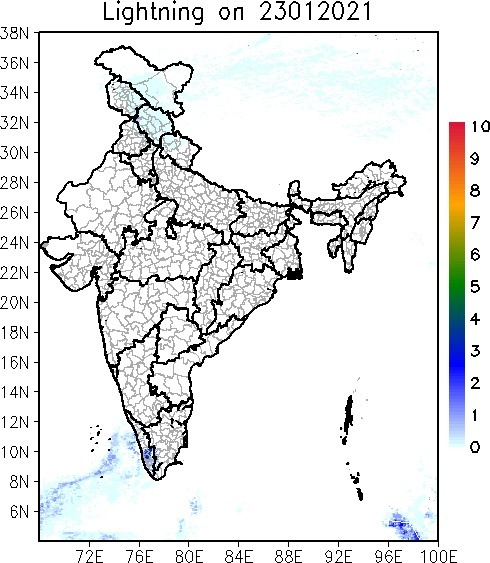 Lightning on 23012021
38N
36N
34N
32N
30N
28N
26N
24N
22N
20N
18N
16N
14N
12N
10N
8N
6N
72E 76E 80E 84E 88E 92E 96E 100E
10
9
8
7
6
5
4
3
2
1
0